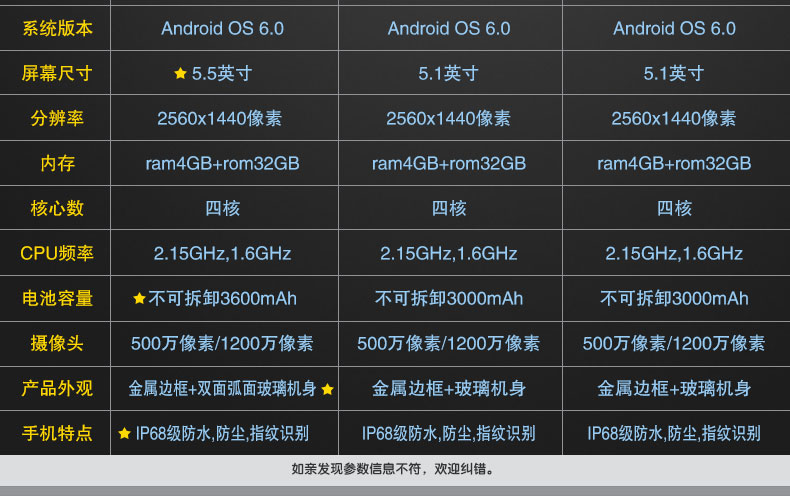 系统版本 Android OS 6.0 Android OS 6.0 Android OS 6.0
屏幕尺寸 ★ 5.5英寸 5.1英寸 5.1英寸
分辨率 2560x1440像素 2560x1440像素 2560x1440像素
内存 ram4GB+rom32GB ram4GB+rom32GB ram4GB+rom32GB
核心数 四核 四核 四核
CPU频率 2.15GHz,1.6GHz 2.15GHz,1.6GHz 2.15GHz,1.6GHz
电池容量 ★不可拆卸3600mAh 不可拆卸3000mAh 不可拆卸3000mAh
摄像头 500万像素/1200万像素 500万像素/1200万像素 500万像素/1200万像素
产品外观 金属边框+双面弧面玻璃机身★ 金属边框+玻璃机身 金属边框+玻璃机身
手机特点 ★ IP68级防水,防尘,指纹识别 IP68级防水,防尘,指纹识别 IP68级防水,防尘,指纹识别
如亲发现参数信息不符，欢迎纠错。